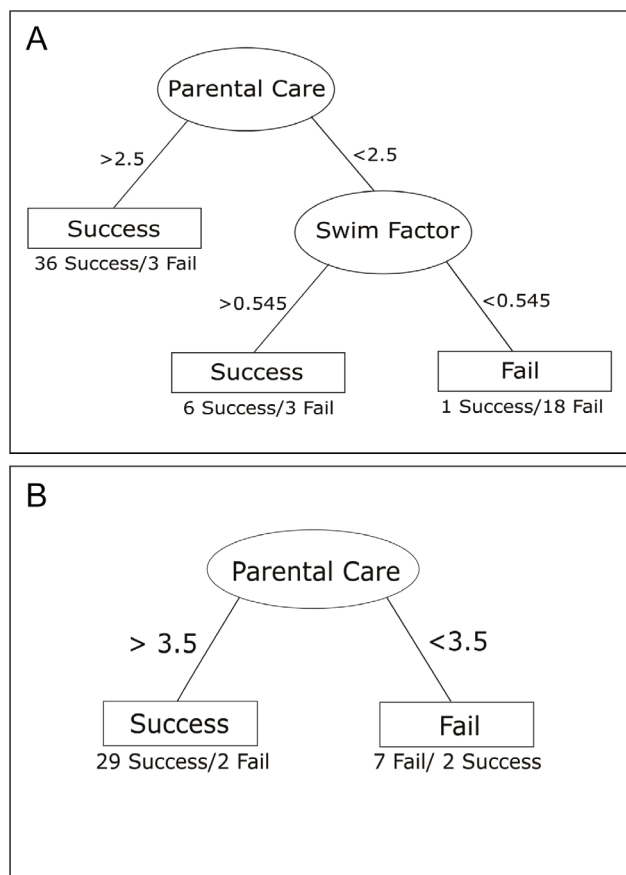 A
Parental Care
>2.5
<2.5
Success
36 Success/3 Fail
Swim Factor
>0.545
<0.545
Success
6 Success/3 Fail
Fail
1 Success/18 Fail
B
Parental Care
> 3.5
<3.5
Success
29 Success/2 Fail
Fail
7 Fail/ 2 Success